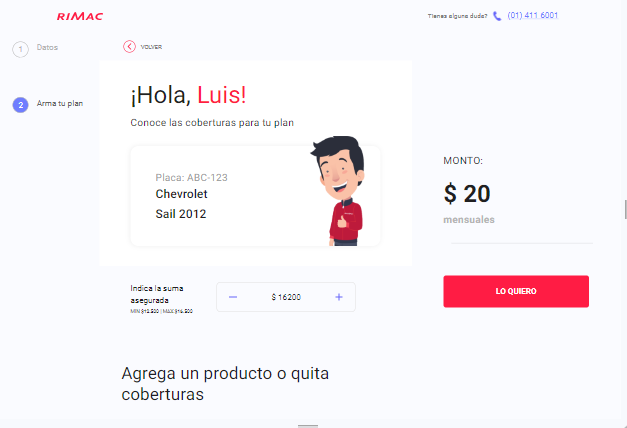 RIMAC
Tienes alguna duda?
(01) 411 6001
1
Datos
2
Arma tu plan
VOLVER
¡Hola, Luis!
Conoce las coberturas para tu plan
Placa: ABC-123
Chevrolet
Sail 2012
Indica la suma
asegurada
MIN $12.500 | MAX $16.500
$ 16200
MONTO:
$ 20
mensuales
LO QUIERO
Agrega un producto o quita
coberturas